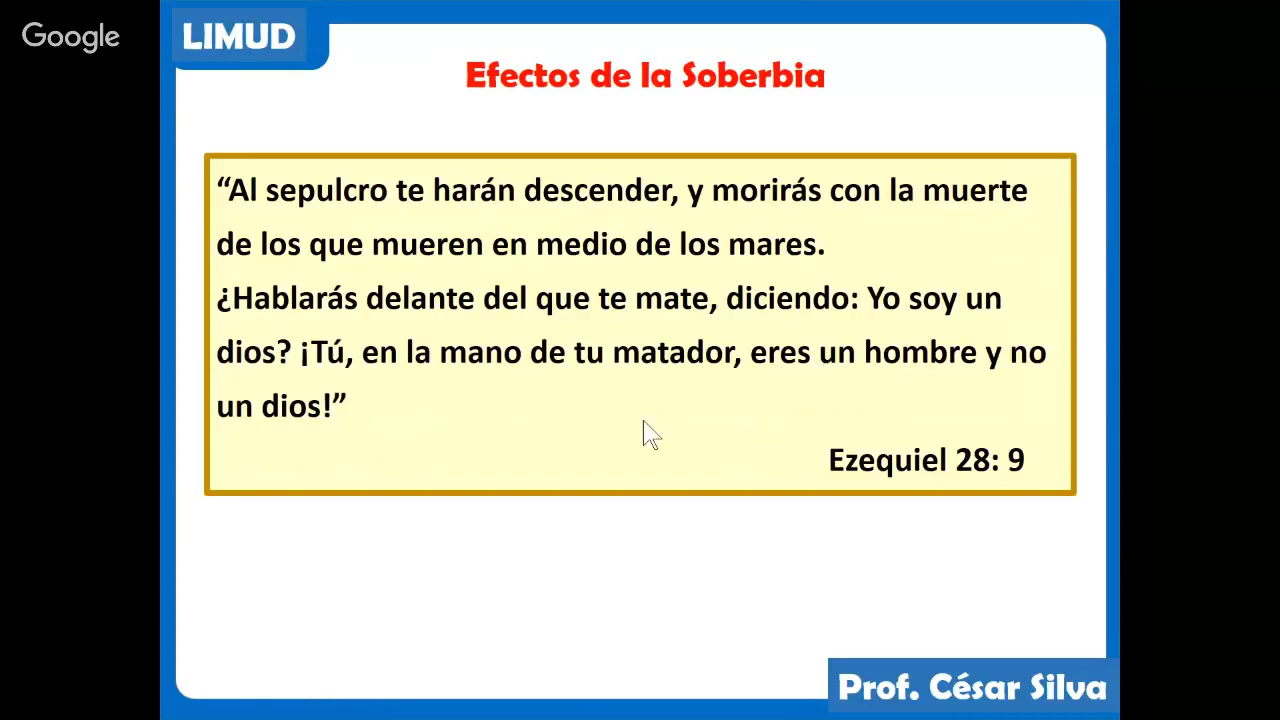 Google
LIMUD
Efectos de la Soberbia
“Al sepulcro te harán descender, y morirás con la muerte
de los que mueren en medio de los mares.
¿Hablarás delante del que te mate, diciendo: Yo soy un
dios? ¡Tú, en la mano de tu matador, eres un hombre y no
un dios!”
Ezequiel 28: 9
Prof. César Silva